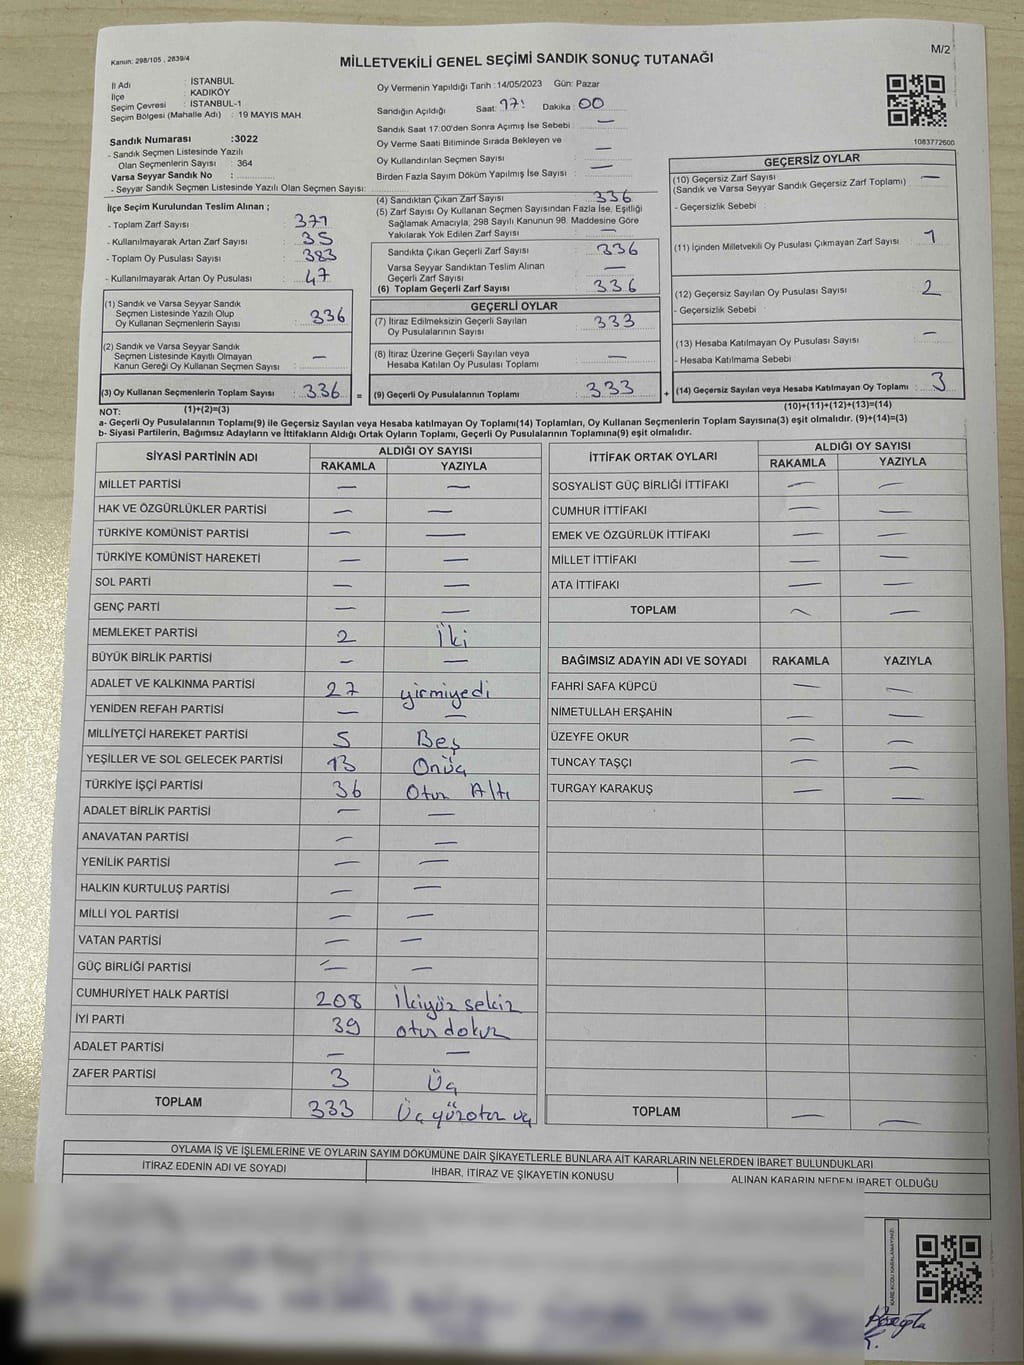 Kanun: 298/105 , 2839/4
MİLLETVEKİLİ GENEL SEÇİMİ SANDIK SONUÇ TUTANAĞI
M/2
İl Adı : İSTANBUL
İlçe : KADIKÖY
Seçim Çevresi : İSTANBUL-1
Seçim Bölgesi (Mahalle Adı) : 19 MAYIS MAH.
Sandık Numarası :3022
- Sandık Seçmen Listesinde Yazılı
Olan Seçmenlerin Sayısı : 364
Varsa Seyyar Sandık No :
- Seyyar Sandık Seçmen Listesinde Yazılı Olan Seçmen Sayısı:
Oy Vermenin Yapıldığı Tarih :14/05/2023 Gün: Pazar
Sandığın Açıldığı Saat: 17: Dakika: 00
Sandık Saat 17:00'den Sonra Açımış İse Sebebi : —
Oy Verme Saati Bitiminde Sırada Bekleyen ve
Oy Kullandırılan Seçmen Sayısı : —
Birden Fazla Sayım Döküm Yapılmış İse Sayısı : —
1083772600
İlçe Seçim Kurulundan Teslim Alınan ;
- Toplam Zarf Sayısı : 371
- Kullanılmayarak Artan Zarf Sayısı : 35
- Toplam Oy Pusulası Sayısı : 383
- Kullanılmayarak Artan Oy Pusulası : 47
(1) Sandık ve Varsa Seyyar Sandık
Seçmen Listesinde Yazılı Olup
Oy Kullanan Seçmenlerin Sayısı : 336
(2) Sandık ve Varsa Seyyar Sandık
Seçmen Listesinde Kayıtlı Olmayan
Kanun Gereği Oy Kullanan Seçmen Sayısı : —
(3) Oy Kullanan Seçmenlerin Toplam Sayısı : 336 =
(1)+(2)=(3)
(4) Sandıktan Çıkan Zarf Sayısı : 336
(5) Zarf Sayısı Oy Kullanan Seçmen Sayısından Fazla İse, Eşitliği
Sağlamak Amacıyla, 298 Sayılı Kanunun 98. Maddesine Göre
Yakılarak Yok Edilen Zarf Sayısı : —
Sandıkta Çıkan Geçerli Zarf Sayısı : 336
Varsa Seyyar Sandıktan Teslim Alınan
Geçerli Zarf Sayısı : —
(6) Toplam Geçerli Zarf Sayısı : 336
GEÇERLİ OYLAR
(7) İtiraz Edilmeksizin Geçerli Sayılan
Oy Pusulalarının Sayısı : 333
(8) İtiraz Üzerine Geçerli Sayılan veya
Hesaba Katılan Oy Pusulaları Toplamı : —
(9) Geçerli Oy Pusulalarının Toplamı : 333 +
GEÇERSİZ OYLAR
(10) Geçersiz Zarf Sayısı : —
(Sandık ve Varsa Seyyar Sandık Geçersiz Zarf Toplamı)
- Geçersizlik Sebebi :
(11) İçinden Milletvekili Oy Pusulası Çıkmayan Zarf Sayısı : 1
(12) Geçersiz Sayılan Oy Pusulası Sayısı : 2
- Geçersizlik Sebebi :
(13) Hesaba Katılmayan Oy Pusulası Sayısı : —
- Hesaba Katılmama Sebebi :
(14) Geçersiz Sayılan veya Hesaba Katılmayan Oy Toplamı : 3
(10)+(11)+(12)+(13)=(14)
NOT:
a- Geçerli Oy Pusulalarının Toplamı(9) ile Geçersiz Sayılan veya Hesaba katılmayan Oy Toplamı(14) Toplamları, Oy Kullanan Seçmenlerin Toplam Sayısına(3) eşit olmalıdır. (9)+(14)=(3)
b- Siyasi Partilerin, Bağımsız Adayların ve İttifakların Aldığı Ortak Oyların Toplamı, Geçerli Oy Pusulalarının Toplamına(9) eşit olmalıdır.
SİYASİ PARTİNİN ADI ALDIĞI OY SAYISI
RAKAMLA YAZIYLA
MİLLET PARTİSİ — —
HAK VE ÖZGÜRLÜKLER PARTİSİ — —
TÜRKİYE KOMÜNİST PARTİSİ — —
TÜRKİYE KOMÜNİST HAREKETİ — —
SOL PARTİ — —
GENÇ PARTİ — —
MEMLEKET PARTİSİ 2 İki
BÜYÜK BİRLİK PARTİSİ — —
ADALET VE KALKINMA PARTİSİ 27 yirmiyedi
YENİDEN REFAH PARTİSİ — —
MİLLİYETÇİ HAREKET PARTİSİ 5 Beş
YEŞİLLER VE SOL GELECEK PARTİSİ 13 Onüç
TÜRKİYE İŞÇİ PARTİSİ 36 Otuz Altı
ADALET BİRLİK PARTİSİ — —
ANAVATAN PARTİSİ — —
YENİLİK PARTİSİ — —
HALKIN KURTULUŞ PARTİSİ — —
MİLLİ YOL PARTİSİ — —
VATAN PARTİSİ — —
GÜÇ BİRLİĞİ PARTİSİ — —
CUMHURİYET HALK PARTİSİ 208 İkiyüz sekiz
İYİ PARTİ 39 otuz dokuz
ADALET PARTİSİ — —
ZAFER PARTİSİ 3 Üç
TOPLAM 333 Üç yüzotuz üç
İTTİFAK ORTAK OYLARI ALDIĞI OY SAYISI
RAKAMLA YAZIYLA
SOSYALİST GÜÇ BİRLİĞİ İTTİFAKI — —
CUMHUR İTTİFAKI — —
EMEK VE ÖZGÜRLÜK İTTİFAKI — —
MİLLET İTTİFAKI — —
ATA İTTİFAKI — —
TOPLAM — —
BAĞIMSIZ ADAYIN ADI VE SOYADI RAKAMLA YAZIYLA
FAHRİ SAFA KÜPCÜ — —
NİMETULLAH ERŞAHİN — —
ÜZEYFE OKUR — —
TUNCAY TAŞÇI — —
TURGAY KARAKUŞ — —
TOPLAM — —
OYLAMA İŞ VE İŞLEMLERİNE VE OYLARIN SAYIM DÖKÜMÜNE DAİR ŞİKAYETLERLE BUNLARA AİT KARARLARIN NELERDEN İBARET BULUNDUKLARI
İTİRAZ EDENİN ADI VE SOYADI İHBAR, İTİRAZ VE ŞİKAYETİN KONUSU ALINAN KARARIN NEDEN İBARET OLDUĞU
KARE KODU KARALAMAYINIZ!